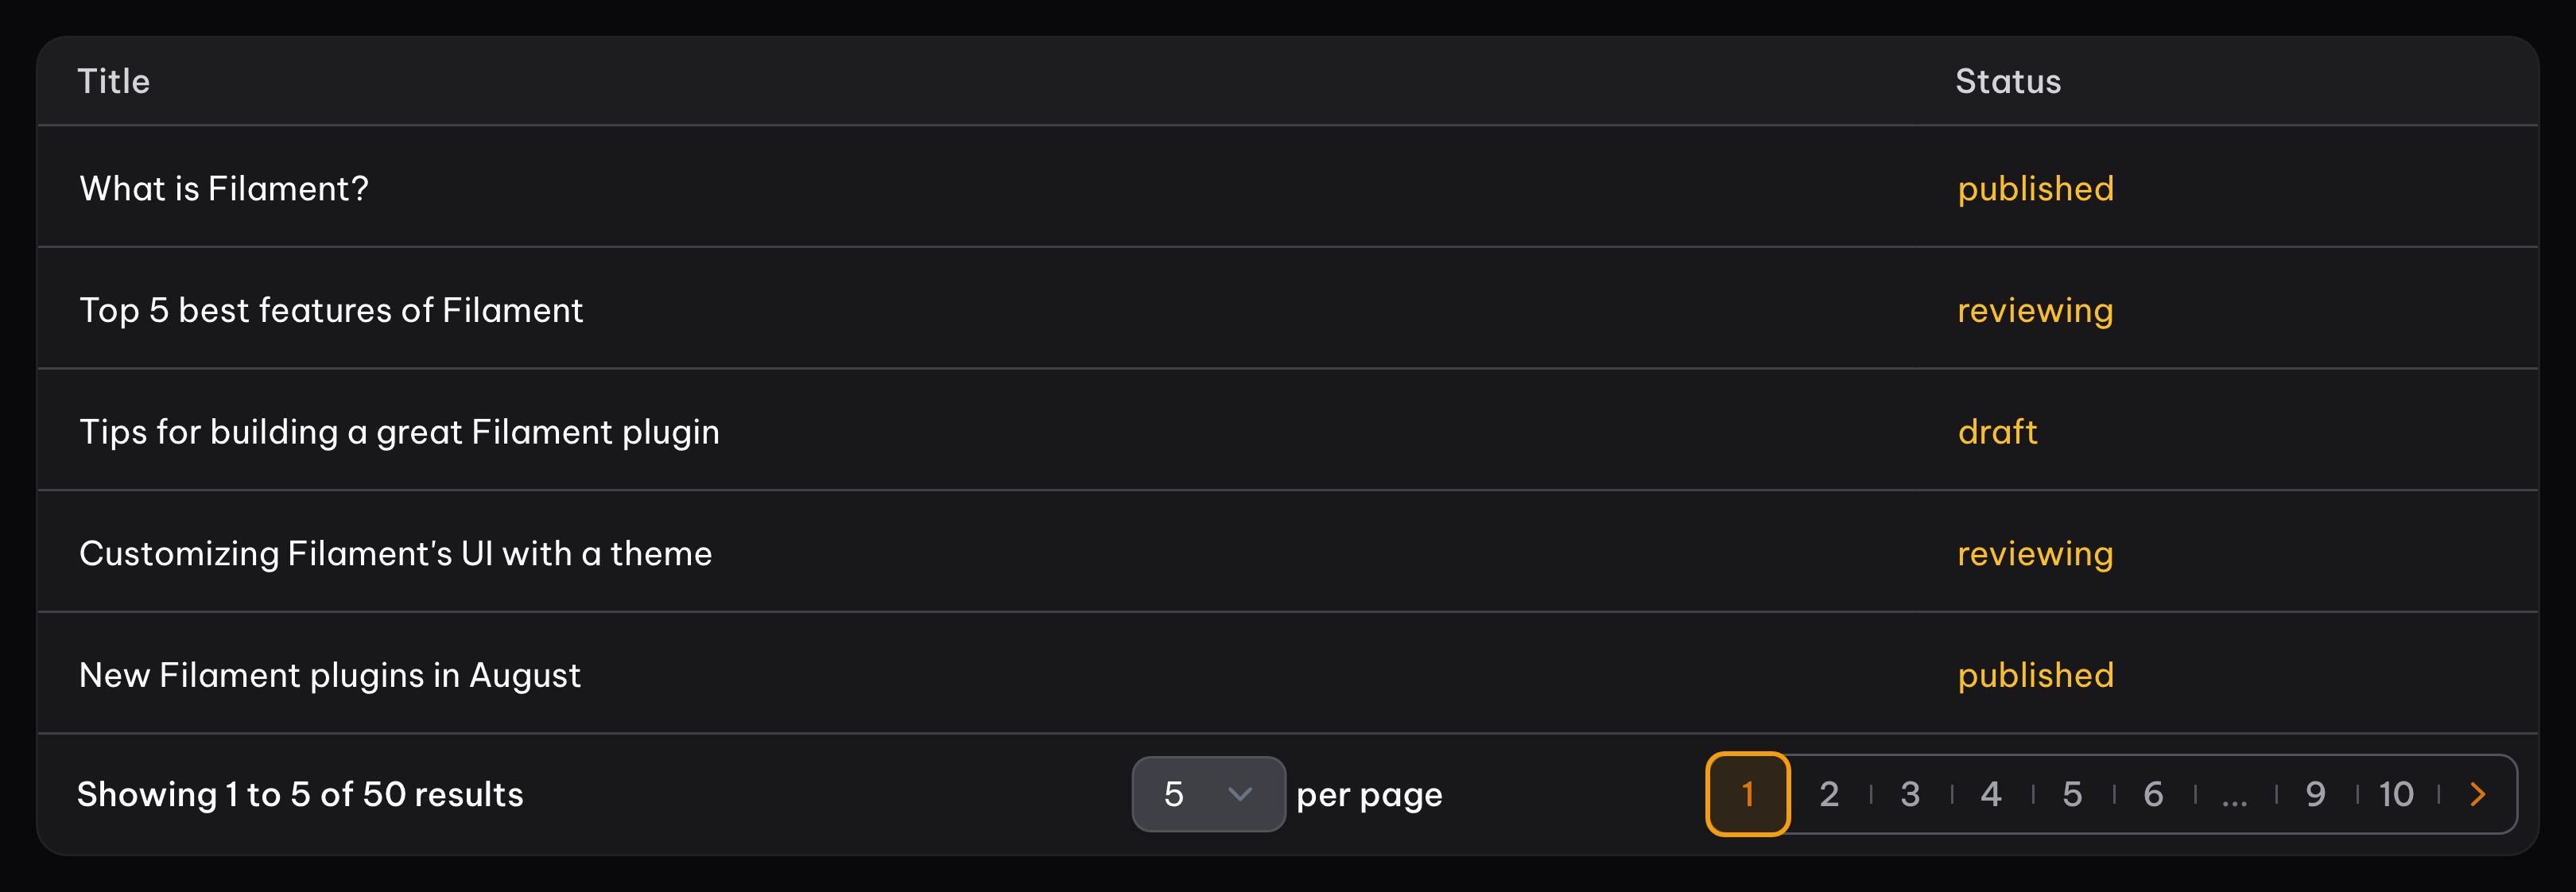 Title Status
What is Filament? published
Top 5 best features of Filament reviewing
Tips for building a great Filament plugin draft
Customizing Filament's UI with a theme reviewing
New Filament plugins in August published
Showing 1 to 5 of 50 results 5 per page 1 2 3 4 5 6 ... 9 10